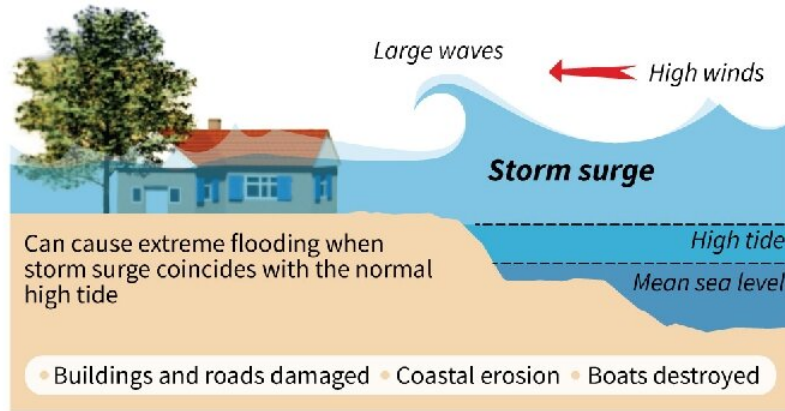 Large waves
High winds
Storm surge
High tide
Mean sea level
Can cause extreme flooding when
storm surge coincides with the normal
high tide
• Buildings and roads damaged • Coastal erosion • Boats destroyed